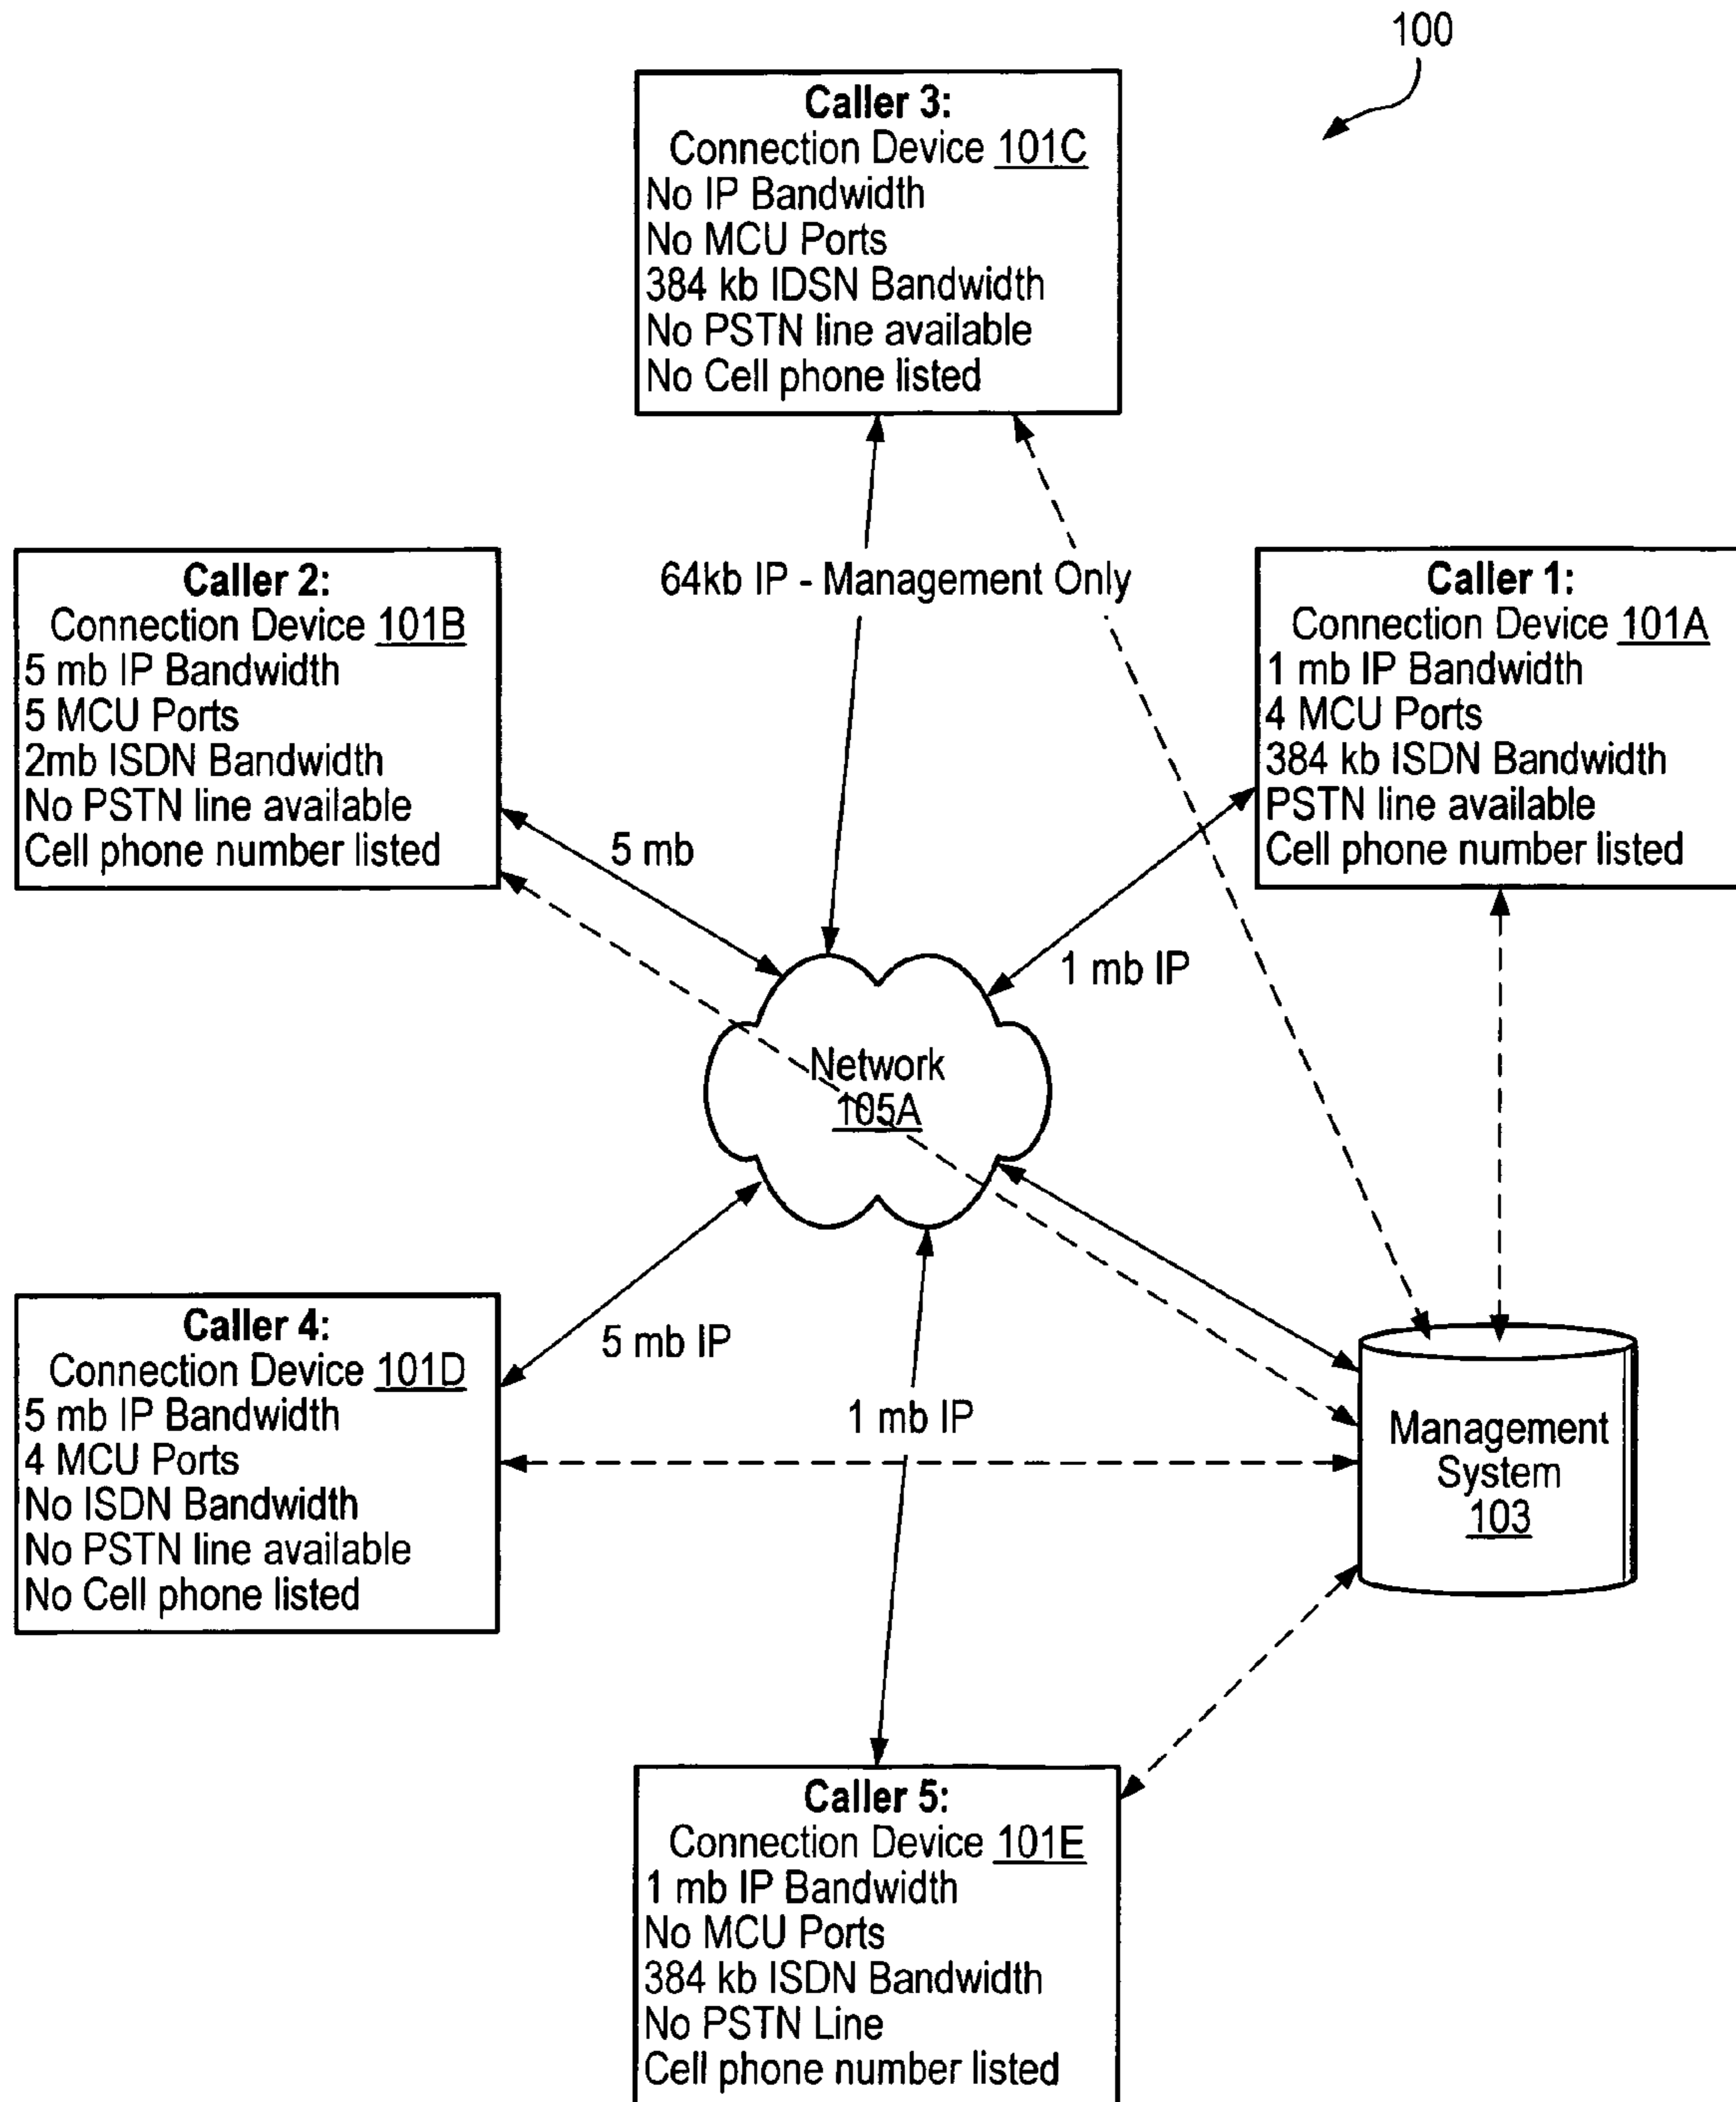 100
Caller 3:
Connection Device 101C
No IP Bandwidth
No MCU Ports
384 kb IDSN Bandwidth
No PSTN line available
No Cell phone listed
Caller 2:
Connection Device 101B
5 mb IP Bandwidth
5 MCU Ports
2mb ISDN Bandwidth
No PSTN line available
Cell phone number listed
64kb IP - Management Only
Caller 1:
Connection Device 101A
1 mb IP Bandwidth
4 MCU Ports
384 kb ISDN Bandwidth
PSTN line available
Cell phone number listed
5 mb
1 mb IP
Network
105A
Caller 4:
Connection Device 101D
5 mb IP Bandwidth
4 MCU Ports
No ISDN Bandwidth
No PSTN line available
No Cell phone listed
5 mb IP
1 mb IP
Management
System
103
Caller 5:
Connection Device 101E
1 mb IP Bandwidth
No MCU Ports
384 kb ISDN Bandwidth
No PSTN Line
Cell phone number listed